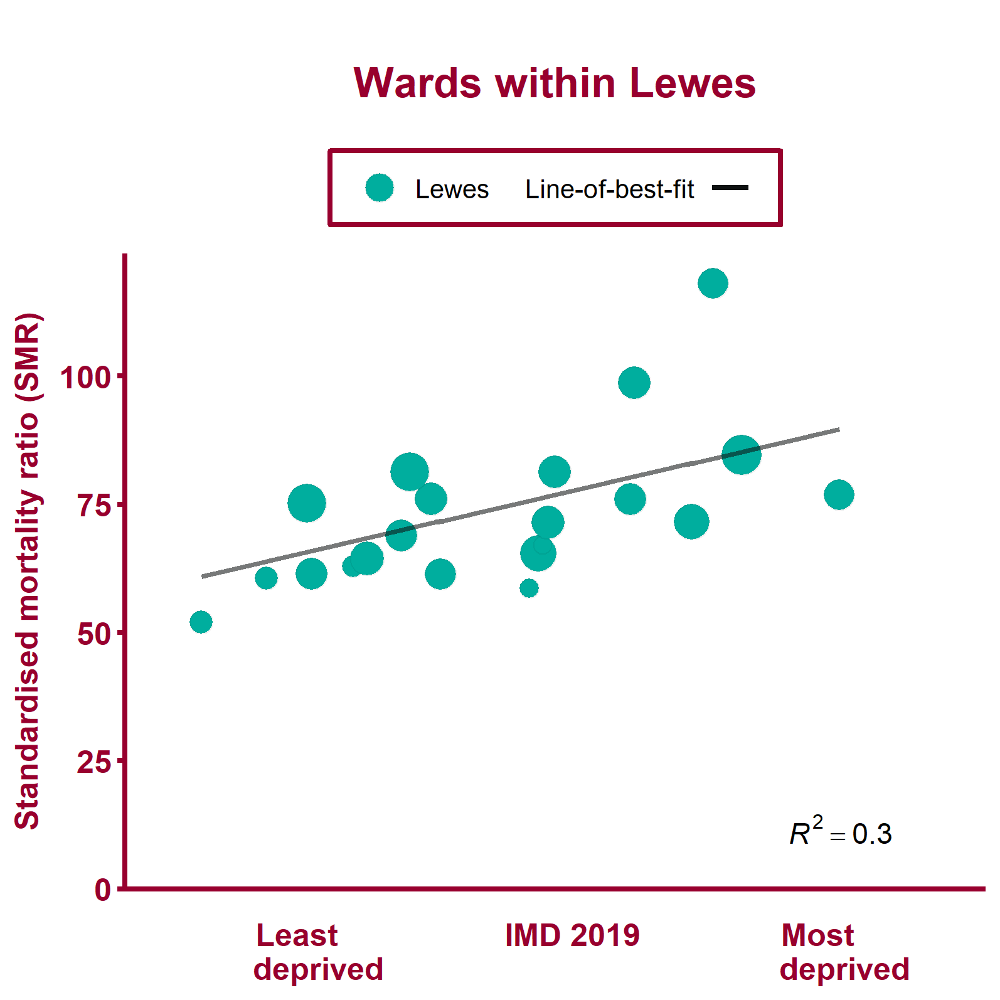 Wards within Lewes
Lewes Line-of-best-fit
Standardised mortality ratio (SMR)
100
75
50
25
0
R² = 0.3
Least
deprived
IMD 2019
Most
deprived